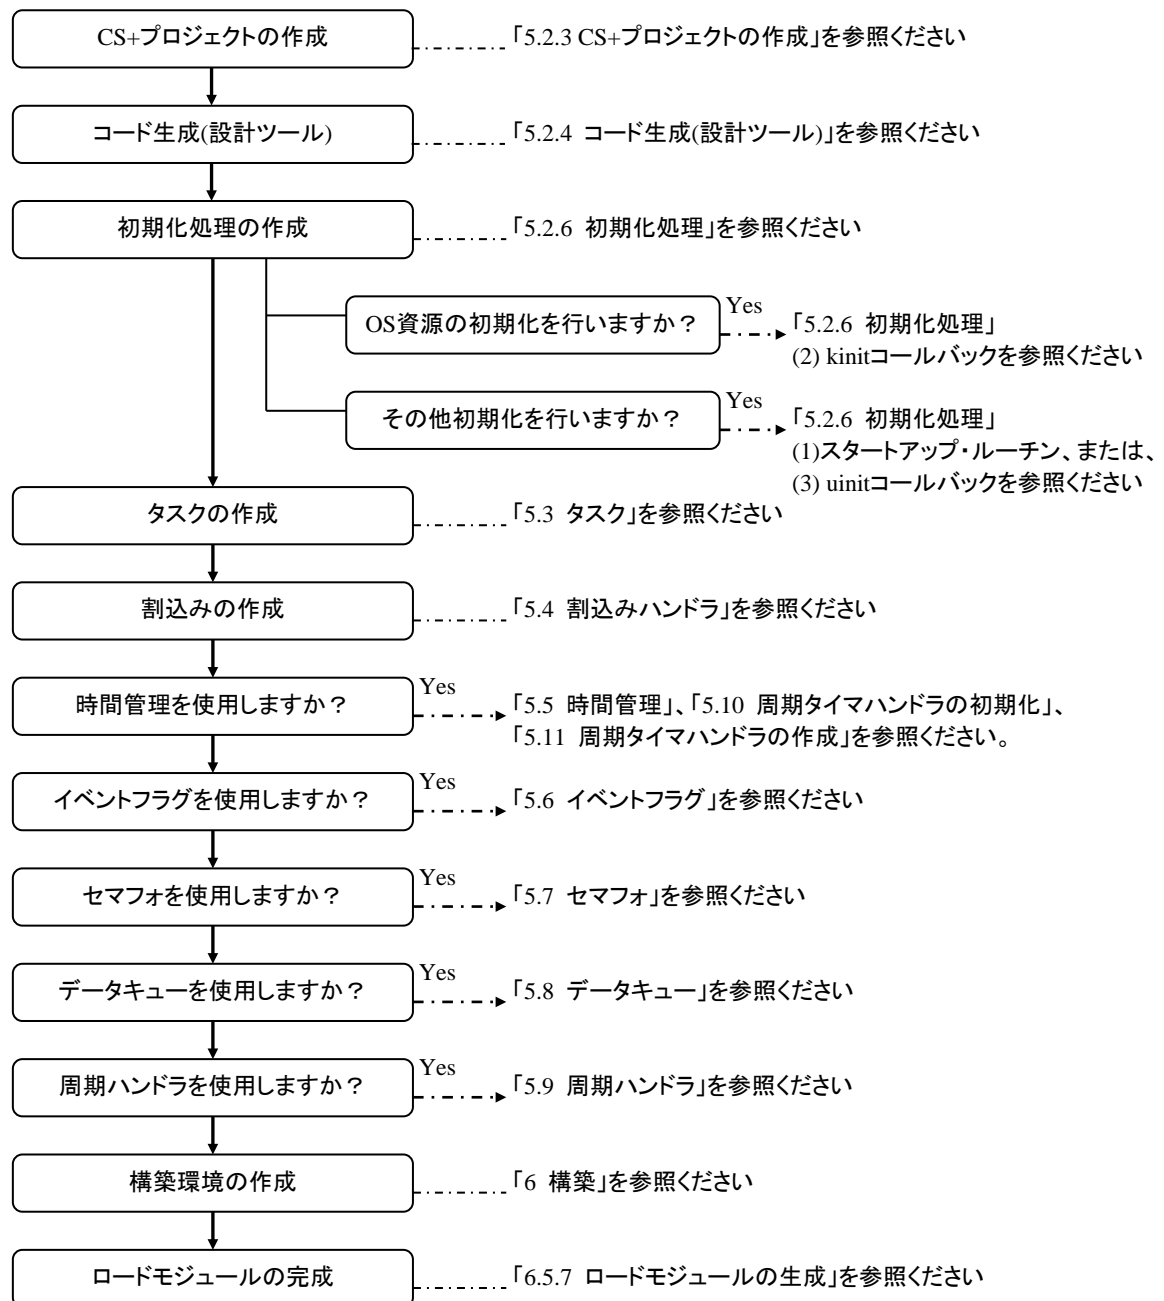 CS+プロジェクトの作成
「5.2.3 CS+プロジェクトの作成」を参照ください
コード生成(設計ツール)
「5.2.4 コード生成(設計ツール)」を参照ください
初期化処理の作成
「5.2.6 初期化処理」を参照ください
OS資源の初期化を行いますか？
Yes
「5.2.6 初期化処理」
(2) kinitコールバックを参照ください
その他初期化を行いますか？
Yes
「5.2.6 初期化処理」
(1)スタートアップ・ルーチン、または、
(3) uinitコールバックを参照ください
タスクの作成
「5.3 タスク」を参照ください
割込みの作成
「5.4 割込みハンドラ」を参照ください
時間管理を使用しますか？
Yes
「5.5 時間管理」、「5.10 周期タイマハンドラの初期化」、
「5.11 周期タイマハンドラの作成」を参照ください。
イベントフラグを使用しますか？
Yes
「5.6 イベントフラグ」を参照ください
セマフォを使用しますか？
Yes
「5.7 セマフォ」を参照ください
データキューを使用しますか？
Yes
「5.8 データキュー」を参照ください
周期ハンドラを使用しますか？
Yes
「5.9 周期ハンドラ」を参照ください
構築環境の作成
「6 構築」を参照ください
ロードモジュールの完成
「6.5.7 ロードモジュールの生成」を参照ください